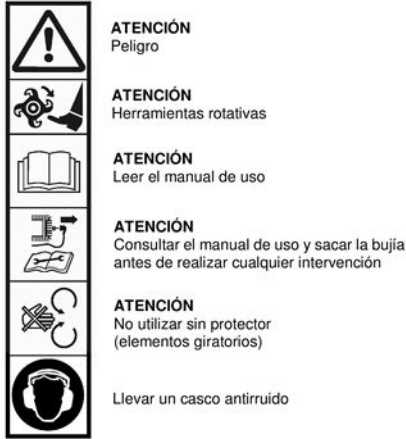 ATENCIÓN
Peligro
ATENCIÓN
Herramientas rotativas
ATENCIÓN
Leer el manual de uso
ATENCIÓN
Consultar el manual de uso y sacar la bujía
antes de realizar cualquier intervención
ATENCIÓN
No utilizar sin protector
(elementos giratorios)
Llevar un casco antirruido